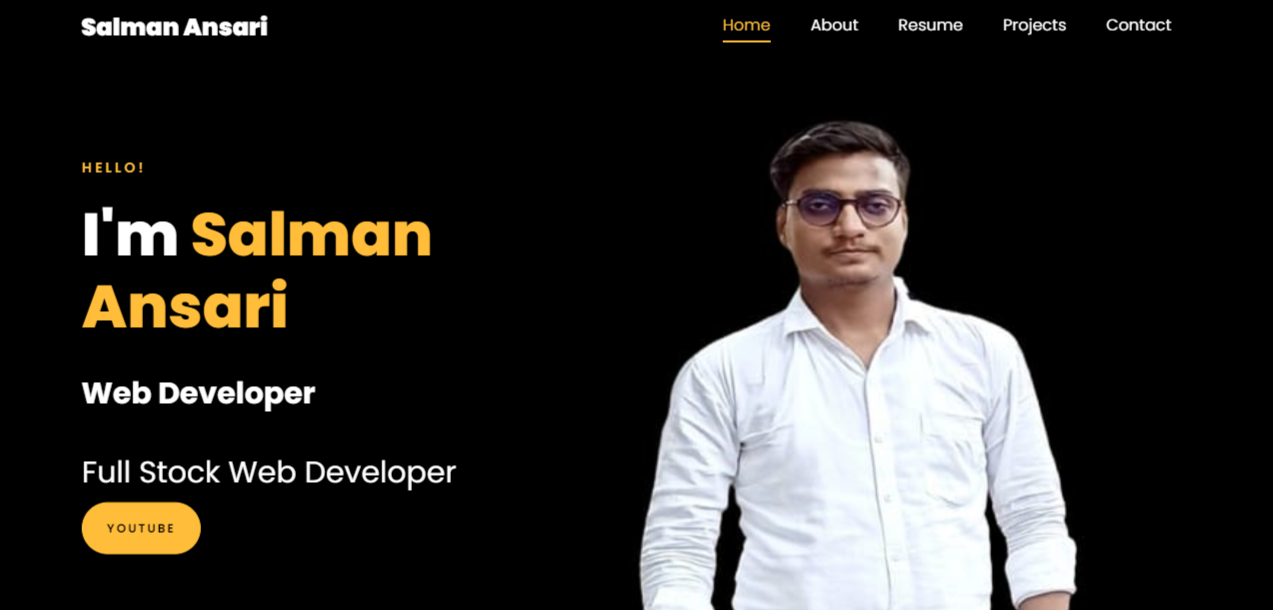 Salman Ansari
Home About Resume Projects Contact
HELLO!
I'm Salman
Ansari
Web Developer
Full Stock Web Developer
YOUTUBE